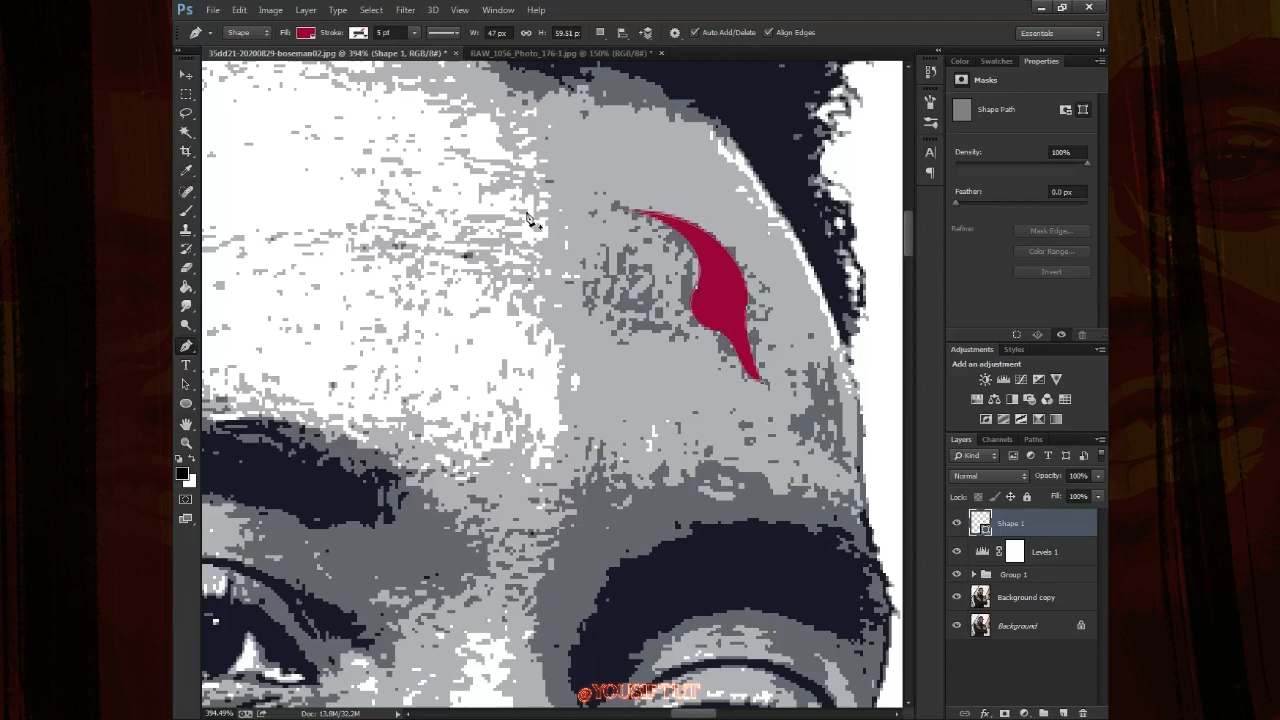 Ps File Edit Image Layer Type Select Filter 3D View Window Help
Shape Fill: Stroke: 5 pt W: 47 px H: 59.51 px Auto Add/Delete Align Edges Essentials
35dd21-20200829-boseman02.jpg @ 394% (Shape 1, RGB/8#) * × RAW_1056_Photo_176-1.jpg @ 150% (RGB/8#) * ×
Color Swatches Properties
Masks
Shape Path
Density: 100%
Feather: 0.0 px
Refine: Mask Edge...
Color Range...
Invert
Adjustments Styles
Add an adjustment
Layers Channels Paths
Kind
Normal Opacity: 100%
Lock: Fill: 100%
Shape 1
Levels 1
Group 1
Background copy
Background
394.49% Doc: 13.8M/32.2M